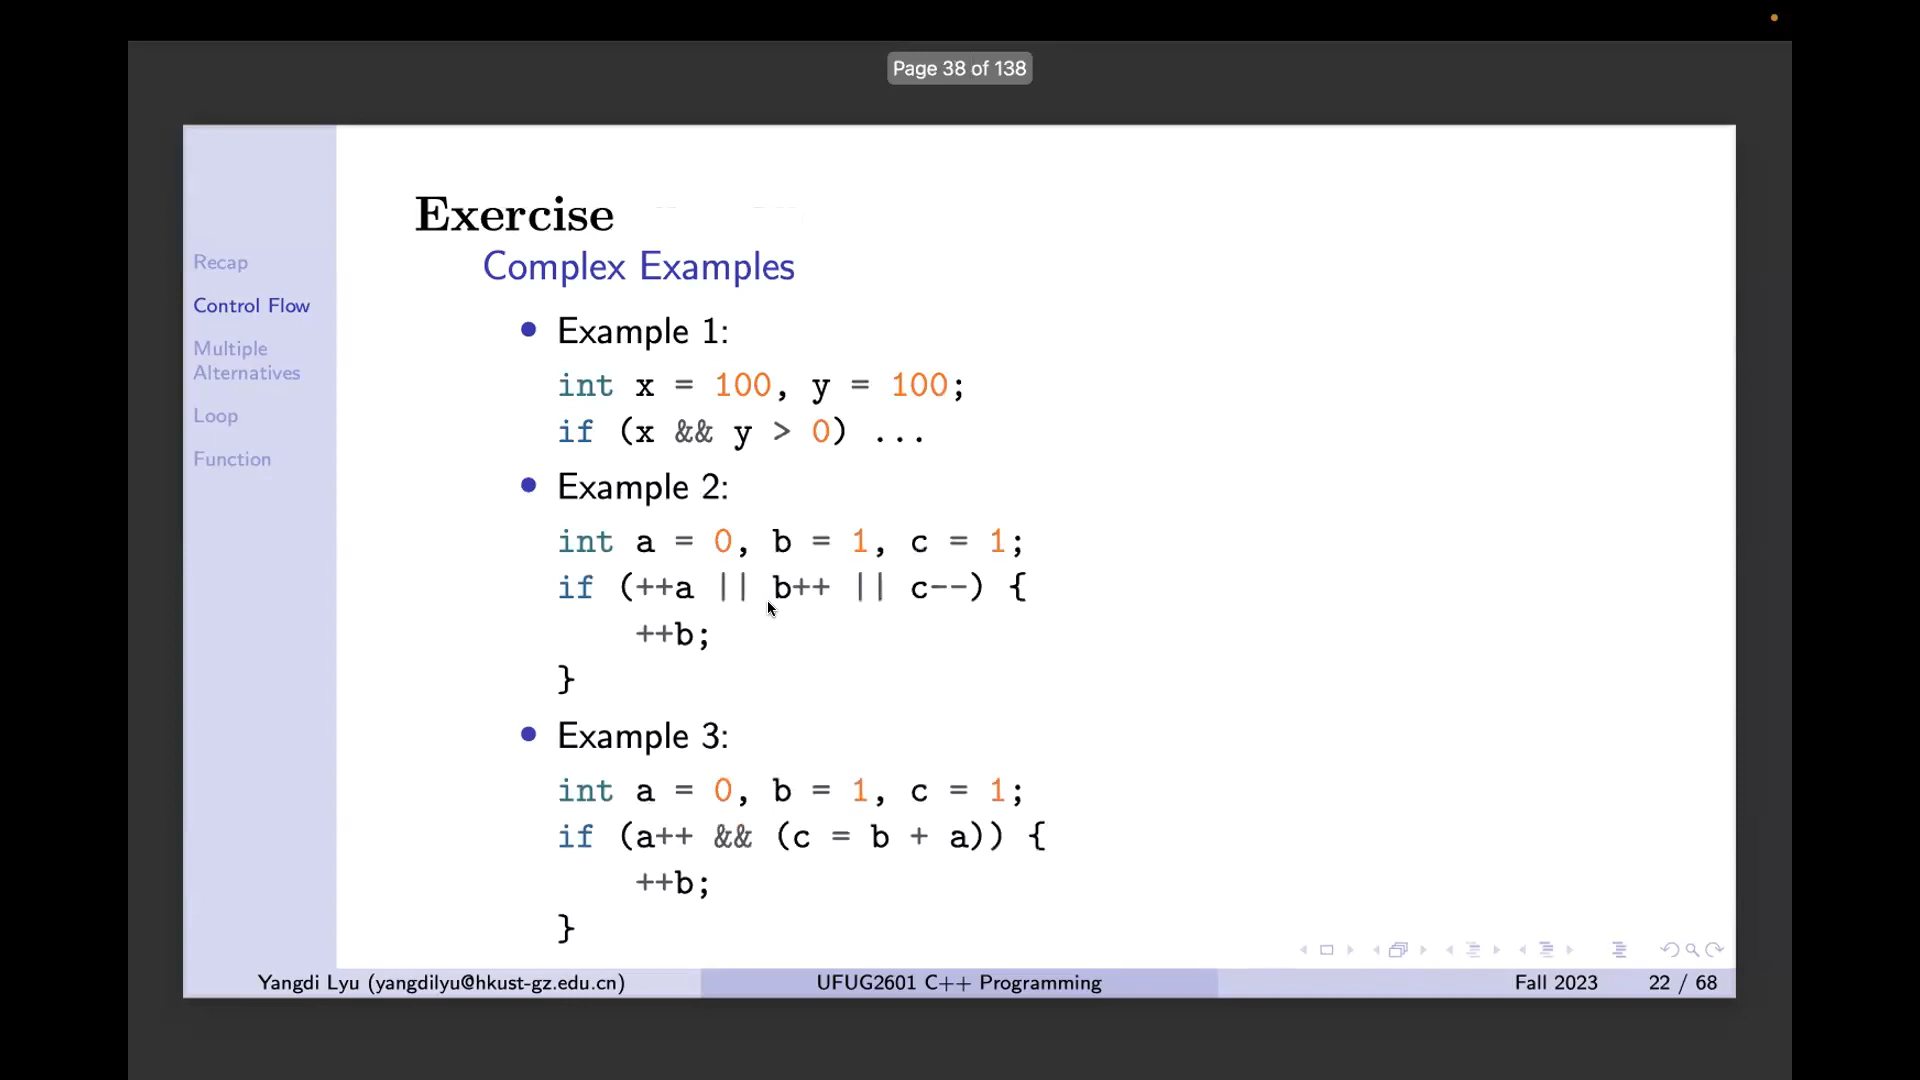 Page 38 of 138
Recap
Control Flow
Multiple
Alternatives
Loop
Function
Exercise
Complex Examples
• Example 1:
int x = 100, y = 100;
if (x && y > 0) ...
• Example 2:
int a = 0, b = 1, c = 1;
if (++a || b++ || c--) {
++b;
}
• Example 3:
int a = 0, b = 1, c = 1;
if (a++ && (c = b + a)) {
++b;
}
Yangdi Lyu (yangdilyu@hkust-gz.edu.cn) UFUG2601 C++ Programming Fall 2023 22 / 68